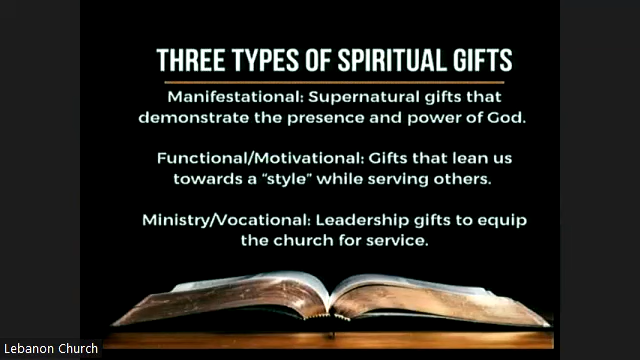 THREE TYPES OF SPIRITUAL GIFTS
Manifestational: Supernatural gifts that
demonstrate the presence and power of God.
Functional/Motivational: Gifts that lean us
towards a “style” while serving others.
Ministry/Vocational: Leadership gifts to equip
the church for service.
Lebanon Church